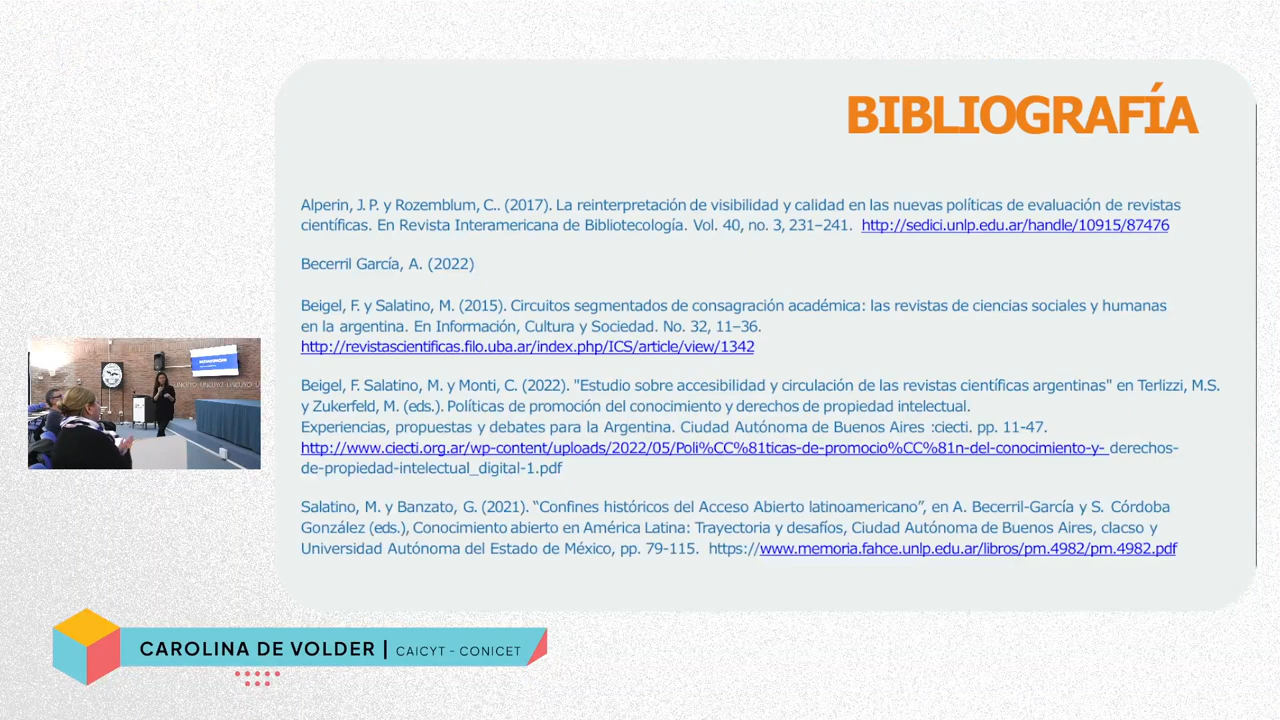 BIBLIOGRAFÍA
Alperin, J. P. y Rozemblum, C.. (2017). La reinterpretación de visibilidad y calidad en las nuevas políticas de evaluación de revistas
científicas. En Revista Interamericana de Bibliotecología. Vol. 40, no. 3, 231–241. http://sedici.unlp.edu.ar/handle/10915/87476
Becerril García, A. (2022)
Beigel, F. y Salatino, M. (2015). Circuitos segmentados de consagración académica: las revistas de ciencias sociales y humanas
en la argentina. En Información, Cultura y Sociedad. No. 32, 11–36.
http://revistascientificas.filo.uba.ar/index.php/ICS/article/view/1342
Beigel, F. Salatino, M. y Monti, C. (2022). "Estudio sobre accesibilidad y circulación de las revistas científicas argentinas" en Terlizzi, M.S.
y Zukerfeld, M. (eds.). Políticas de promoción del conocimiento y derechos de propiedad intelectual.
Experiencias, propuestas y debates para la Argentina. Ciudad Autónoma de Buenos Aires :ciecti. pp. 11-47.
http://www.ciecti.org.ar/wp-content/uploads/2022/05/Poli%CC%81ticas-de-promocio%CC%81n-del-conocimiento-y- derechos-
de-propiedad-intelectual_digital-1.pdf
Salatino, M. y Banzato, G. (2021). “Confines históricos del Acceso Abierto latinoamericano”, en A. Becerril-García y S. Córdoba
González (eds.), Conocimiento abierto en América Latina: Trayectoria y desafíos, Ciudad Autónoma de Buenos Aires, clacso y
Universidad Autónoma del Estado de México, pp. 79-115. https://www.memoria.fahce.unlp.edu.ar/libros/pm.4982/pm.4982.pdf
UNCUYO UNCUYO U
CAROLINA DE VOLDER | CAICYT - CONICET